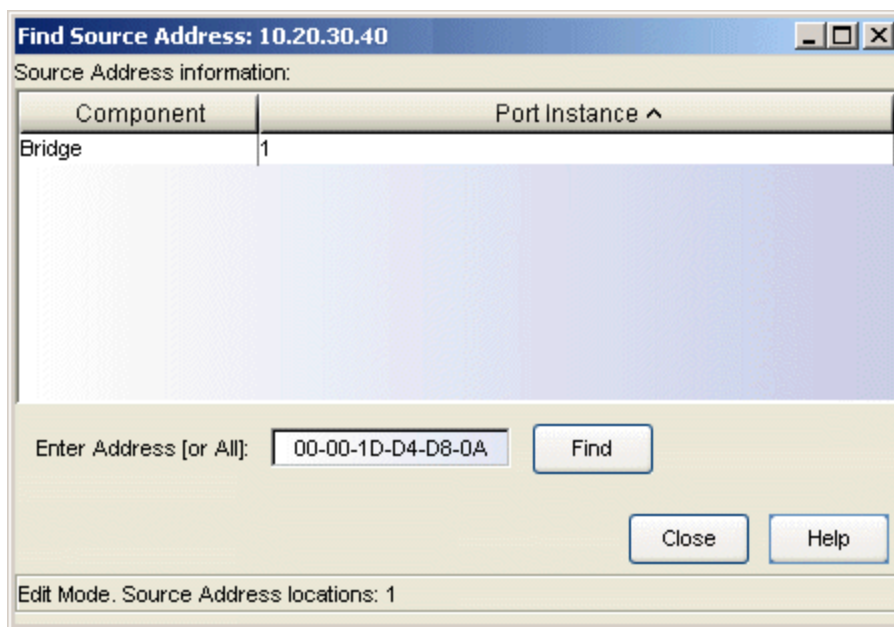 Find Source Address: 10.20.30.40
Source Address information:
Component Port Instance
Bridge 1
Enter Address [or All]: 00-00-1D-D4-D8-0A Find
Close Help
Edit Mode. Source Address locations: 1